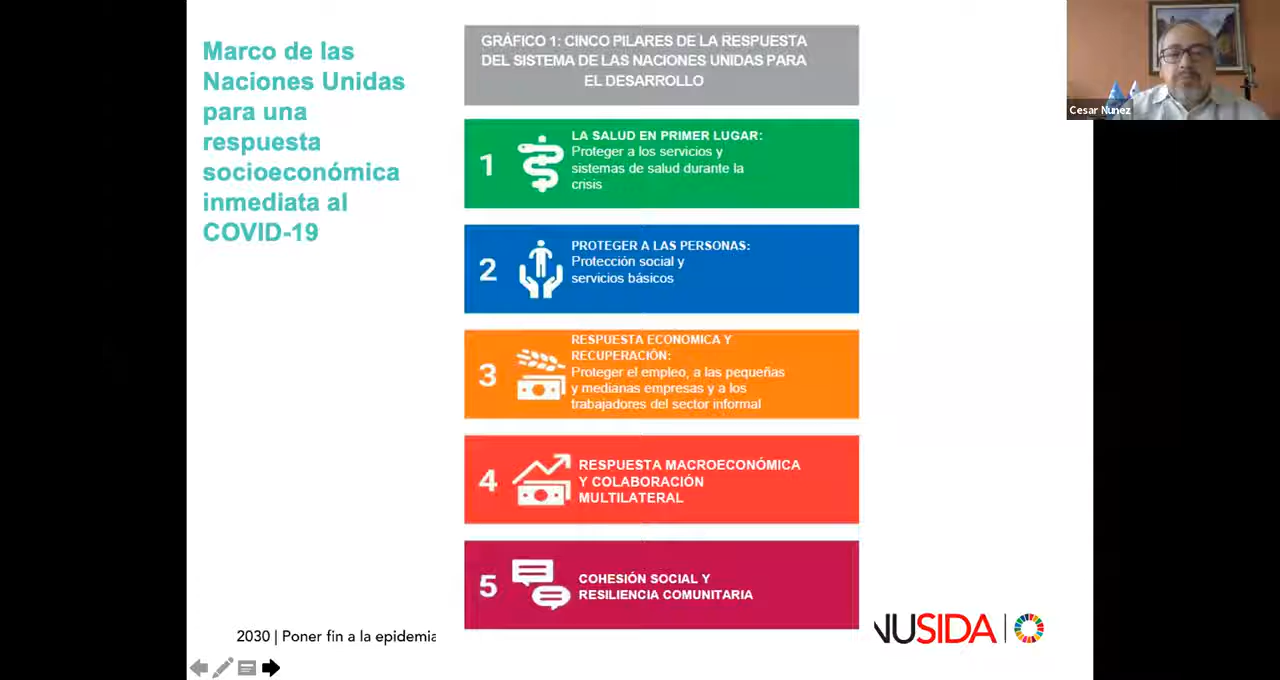 Marco de las
Naciones Unidas
para una
respuesta
socioeconómica
inmediata al
COVID-19
GRÁFICO 1: CINCO PILARES DE LA RESPUESTA
DEL SISTEMA DE LAS NACIONES UNIDAS PARA
EL DESARROLLO
1
LA SALUD EN PRIMER LUGAR:
Proteger a los servicios y
sistemas de salud durante la
crisis
2
PROTEGER A LAS PERSONAS:
Protección social y
servicios básicos
3
RESPUESTA ECONOMICA Y
RECUPERACIÓN:
Proteger el empleo, a las pequeñas
y medianas empresas y a los
trabajadores del sector informal
4
RESPUESTA MACROECONÓMICA
Y COLABORACIÓN
MULTILATERAL
5
COHESIÓN SOCIAL Y
RESILIENCIA COMUNITARIA
2030 | Poner fin a la epidemia
NUSIDA
Cesar Nunez